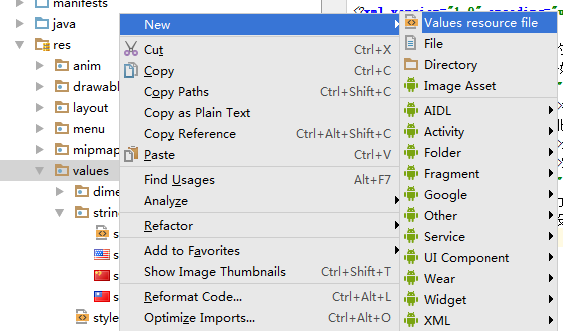 manifests
java
res
anim
drawab
layout
menu
mipmap
values
dime
string
s
s
s
s
style
New
Cut Ctrl+X
Copy Ctrl+C
Copy Paths Ctrl+Shift+C
Copy as Plain Text
Copy Reference Ctrl+Alt+Shift+C
Paste Ctrl+V
Find Usages Alt+F7
Analyze
Refactor
Add to Favorites
Show Image Thumbnails Ctrl+Shift+T
Reformat Code... Ctrl+Alt+L
Optimize Imports... Ctrl+Alt+O
Values resource file
File
Directory
Image Asset
AIDL
Activity
Folder
Fragment
Google
Other
Service
UI Component
Wear
Widget
XML